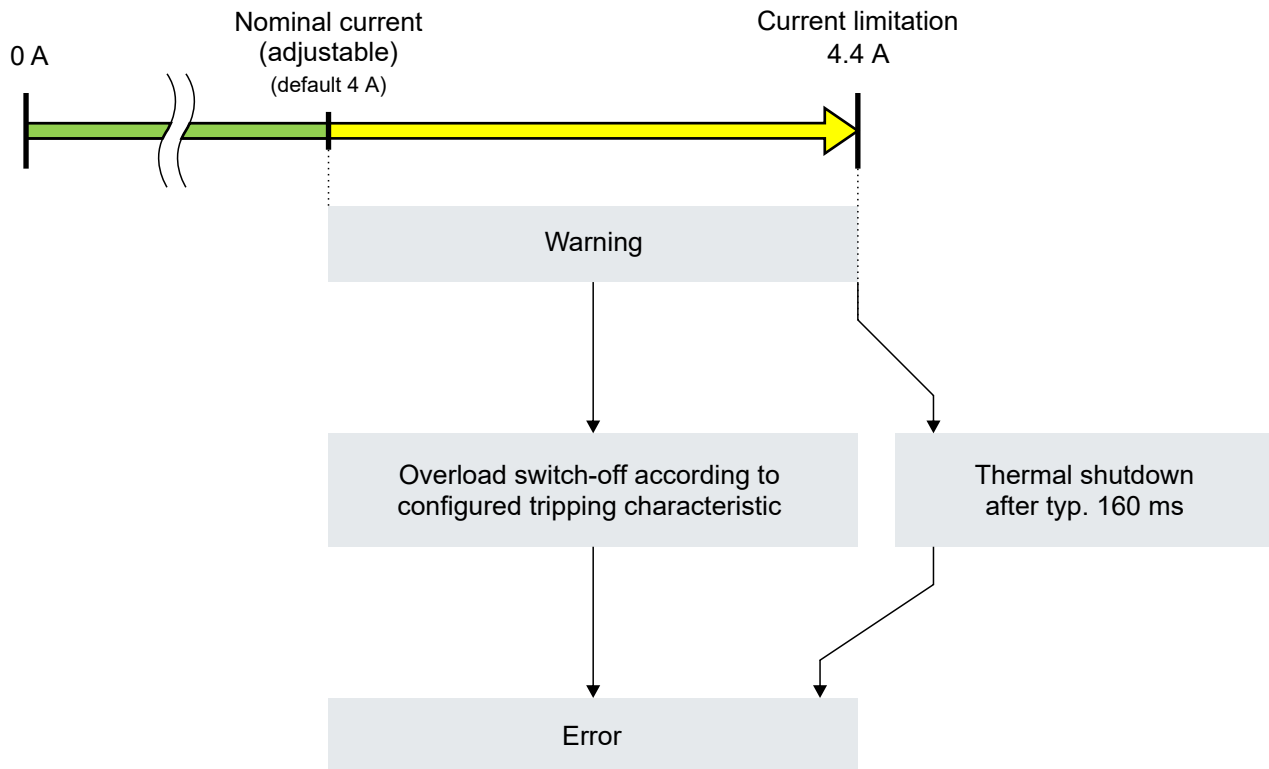 0 A
Nominal current
(adjustable)
(default 4 A)
Current limitation
4.4 A
Warning
Overload switch-off according to
configured tripping characteristic
Thermal shutdown
after typ. 160 ms
Error